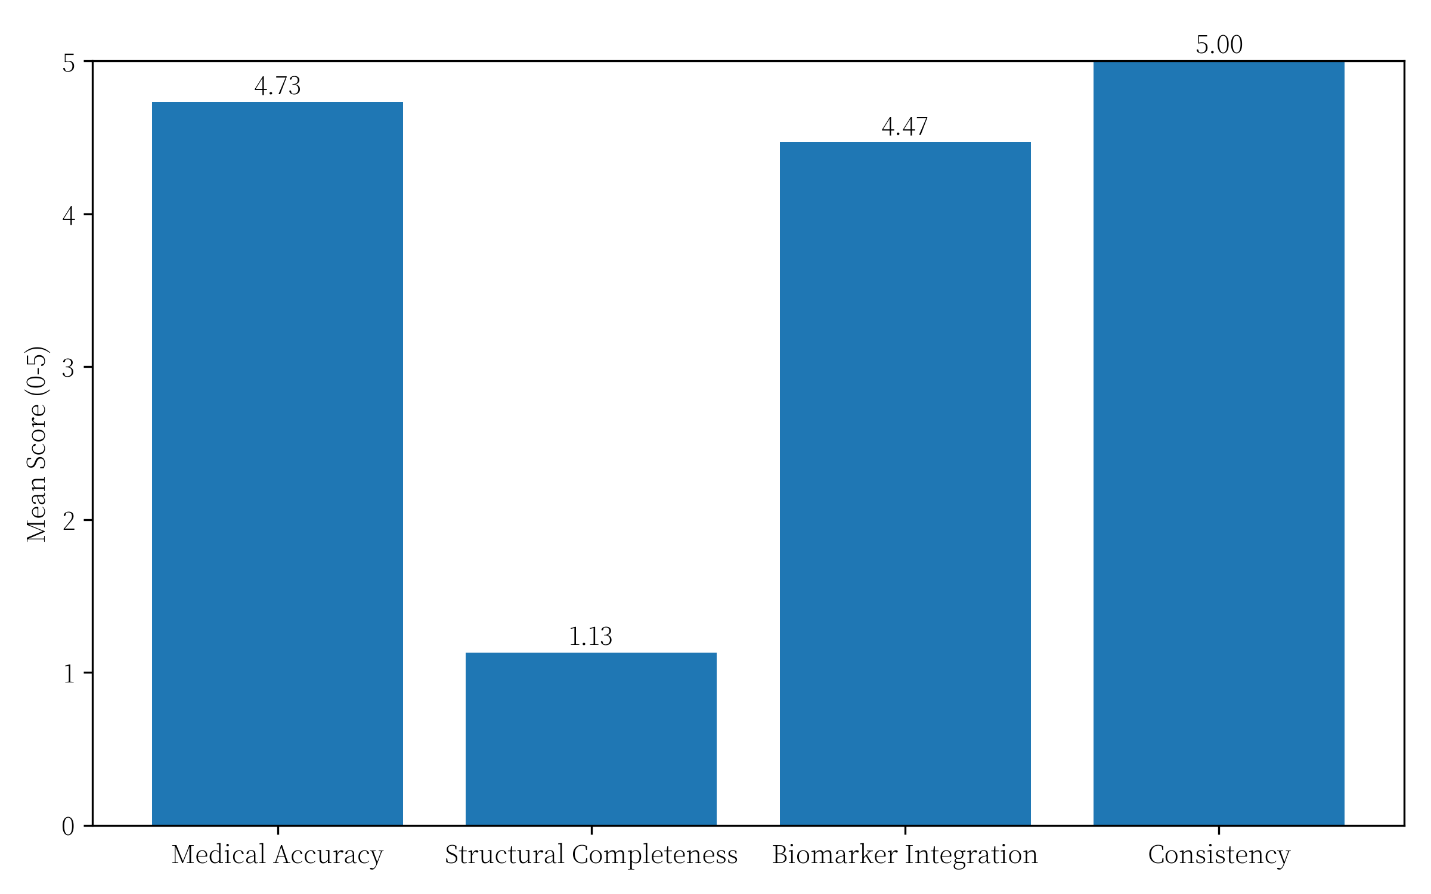 5.00
5
4.73
4.47
4
3
Mean Score (0-5)
2
1.13
1
0
Medical Accuracy
Structural Completeness
Biomarker Integration
Consistency